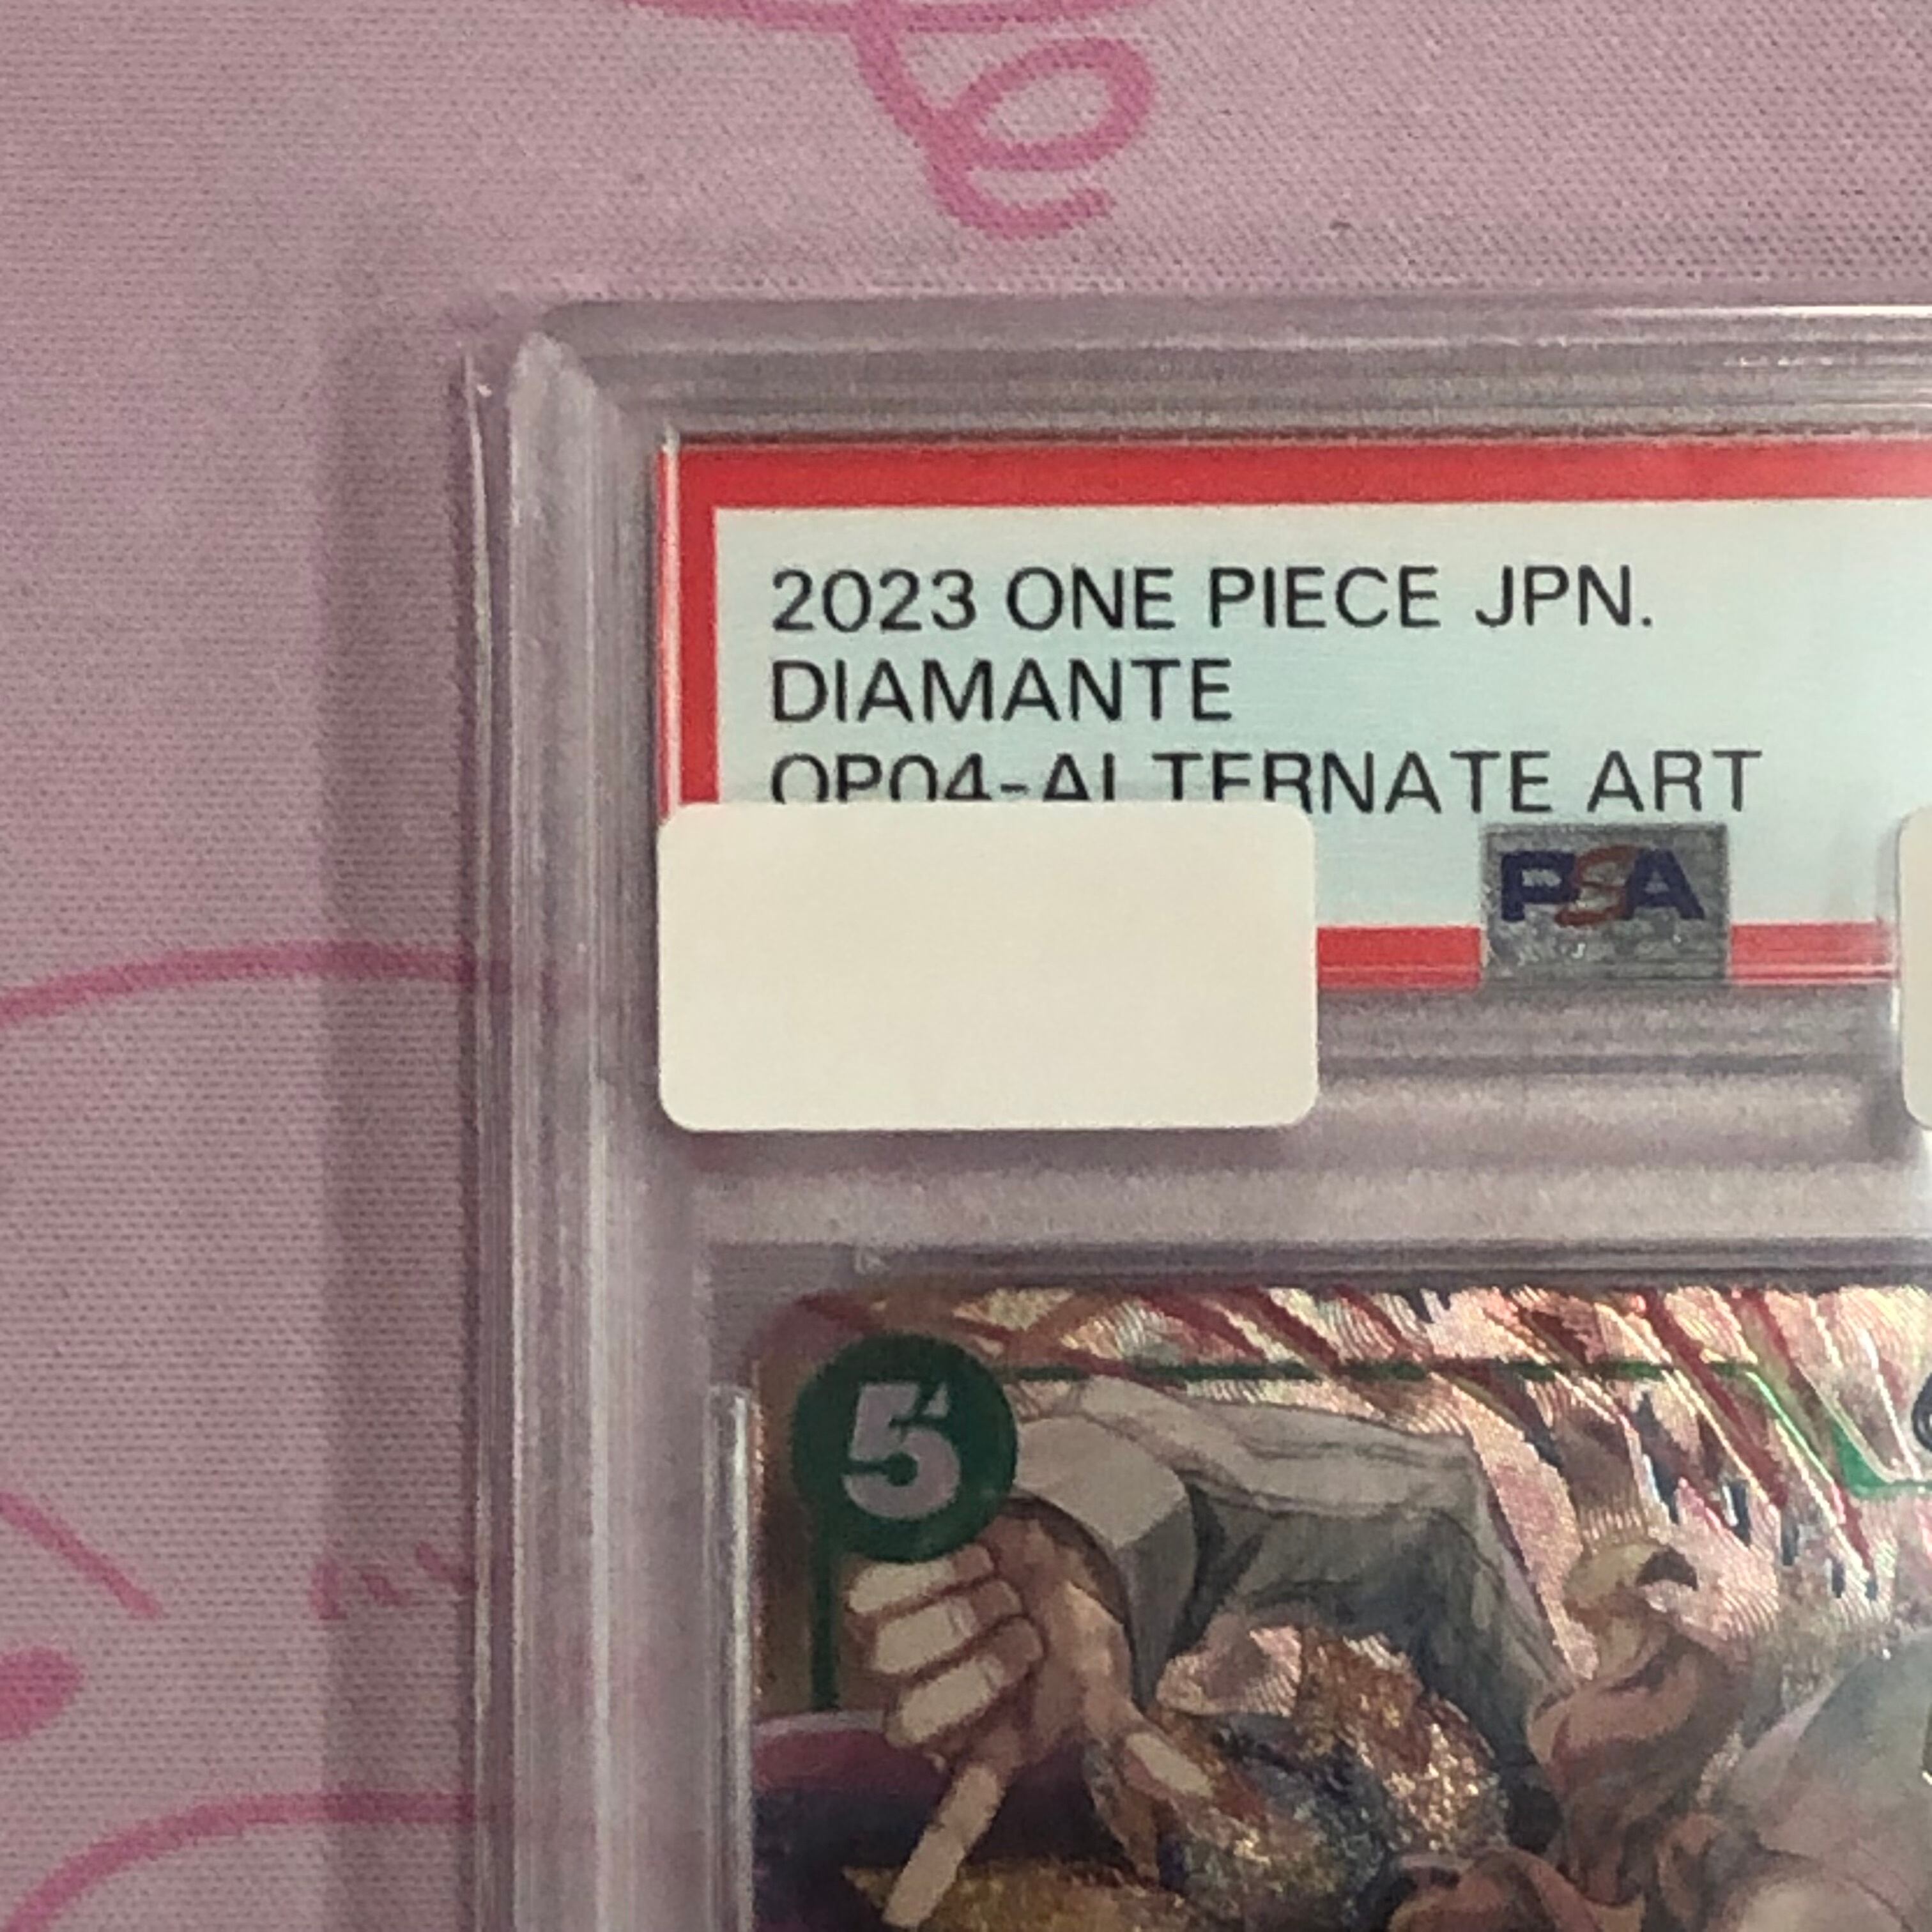 2023 ONE PIECE JPN.
DIAMANTE
OP04-ALTERNATE ART
PSA
5